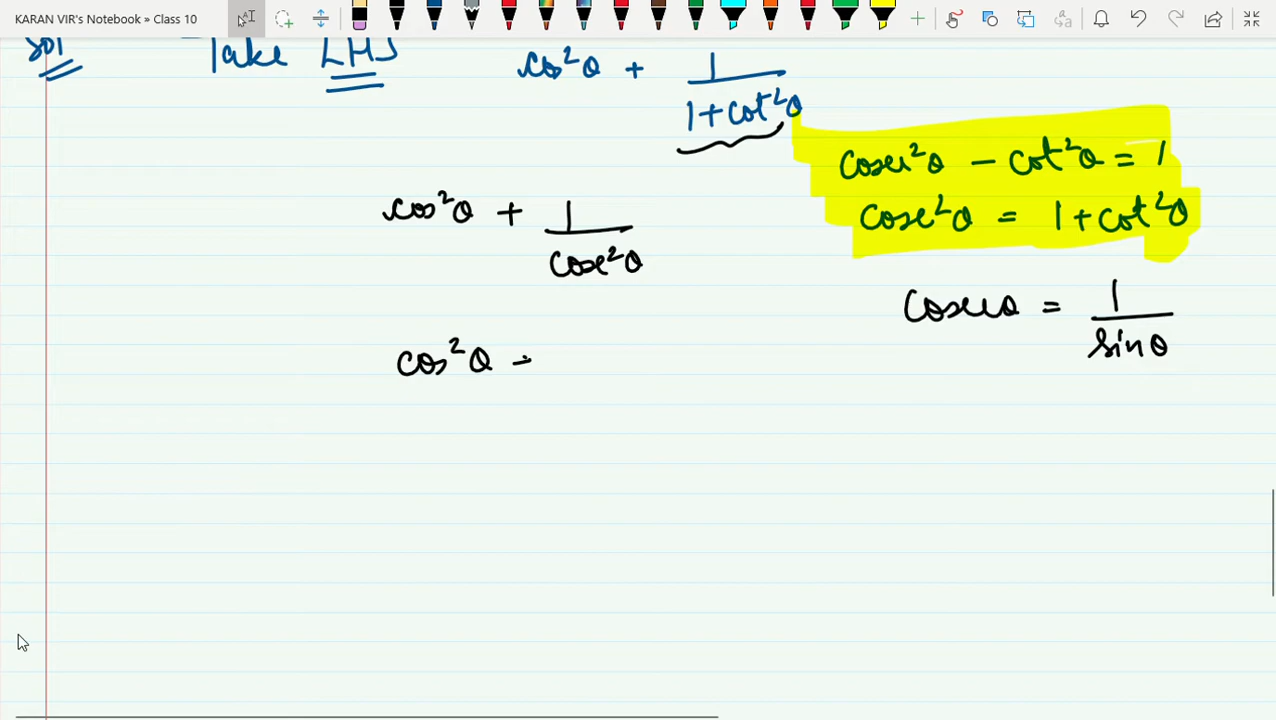 KARAN VIR's Notebook » Class 10
Sol Take LHS cos²θ + 1/(1+cot²θ)
cosec²θ - cot²θ = 1
cos²θ + 1/cosec²θ
cosec²θ = 1+cot²θ
cosecθ = 1/sinθ
cos²θ +